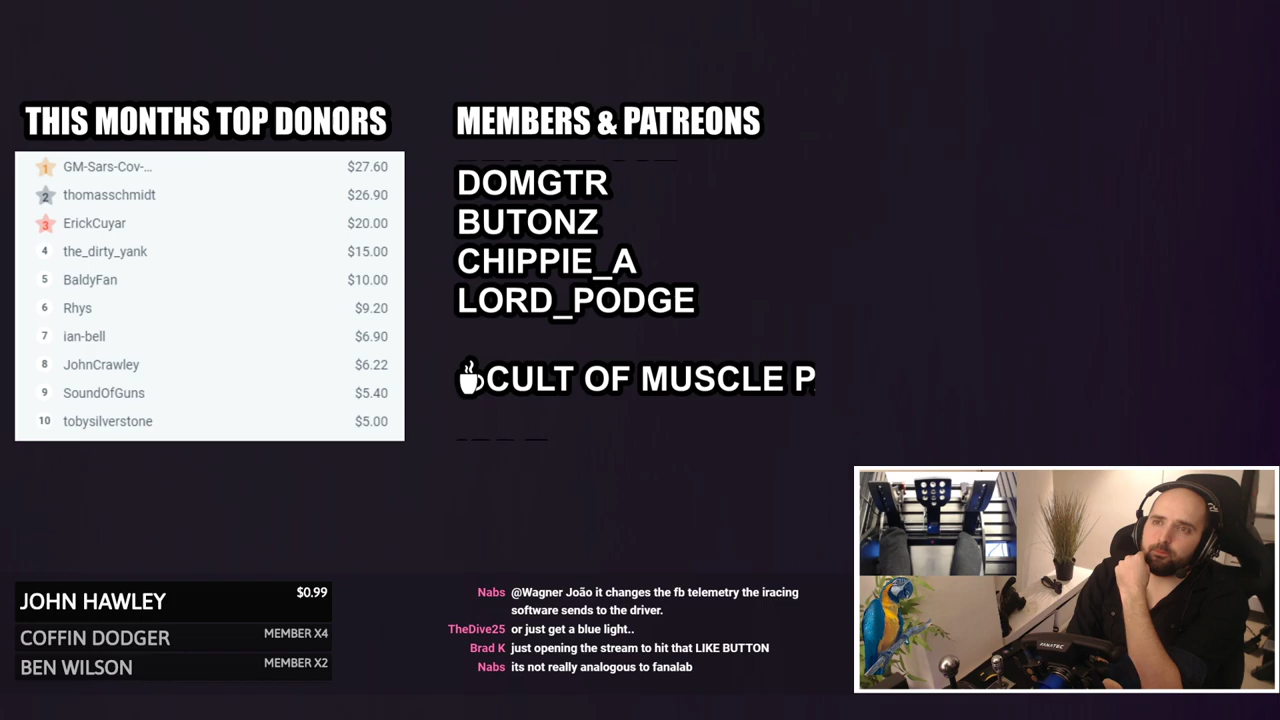 THIS MONTHS TOP DONORS
1 GM-Sars-Cov-... $27.60
2 thomasschmidt $26.90
3 ErickCuyar $20.00
4 the_dirty_yank $15.00
5 BaldyFan $10.00
6 Rhys $9.20
7 ian-bell $6.90
8 JohnCrawley $6.22
9 SoundOfGuns $5.40
10 tobysilverstone $5.00
MEMBERS & PATREONS
DOMGTR
BUTONZ
CHIPPIE_A
LORD_PODGE
CULT OF MUSCLE P
JOHN HAWLEY $0.99
COFFIN DODGER MEMBER X4
BEN WILSON MEMBER X2
Nabs @Wagner João it changes the fb telemetry the iracing
software sends to the driver.
TheDive25 or just get a blue light..
Brad K just opening the stream to hit that LIKE BUTTON
Nabs its not really analogous to fanalab
FANATEC